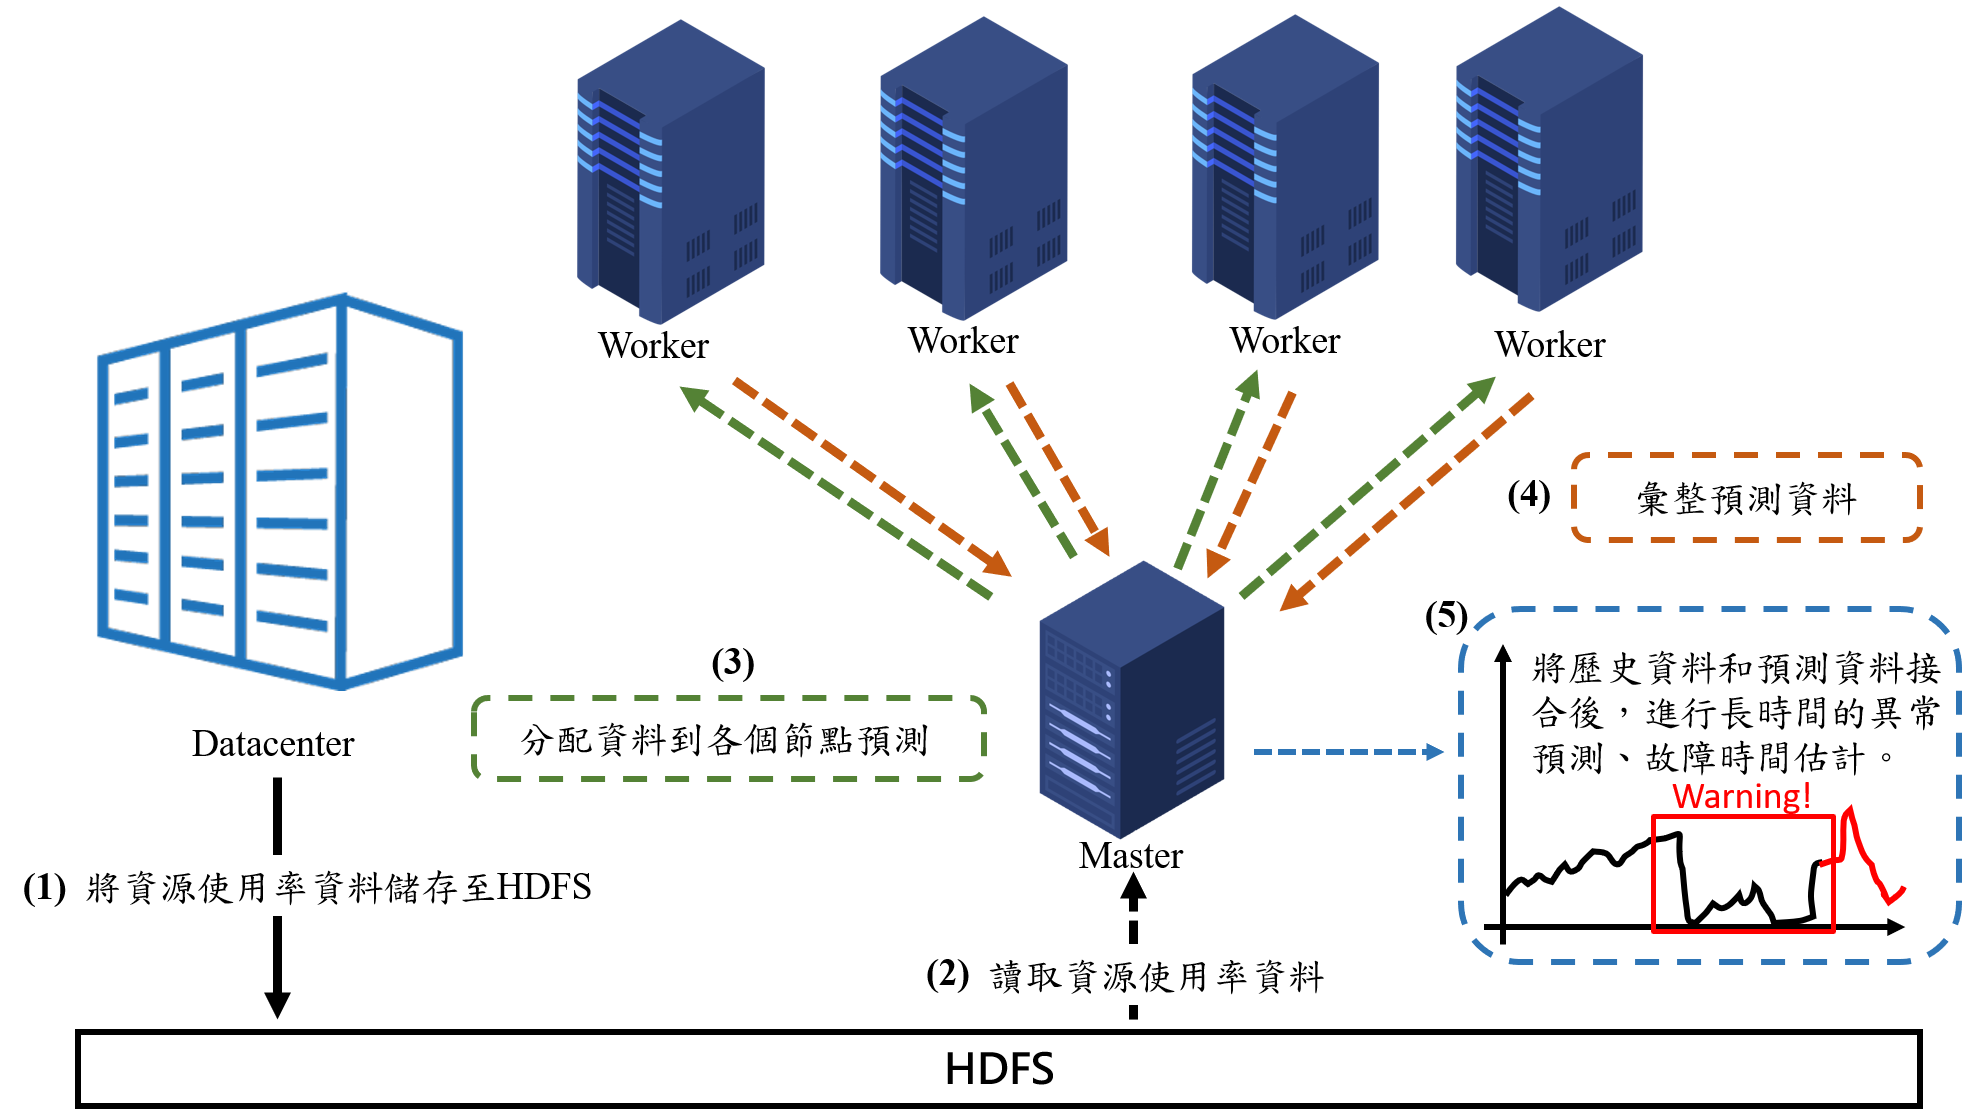 Worker
Worker
Worker
Worker
(4) 彙整預測資料
(3)
分配資料到各個節點預測
Datacenter
Master
(5)
將歷史資料和預測資料接
合後，進行長時間的異常
預測、故障時間估計。
Warning!
(1) 將資源使用率資料儲存至HDFS
(2) 讀取資源使用率資料
HDFS